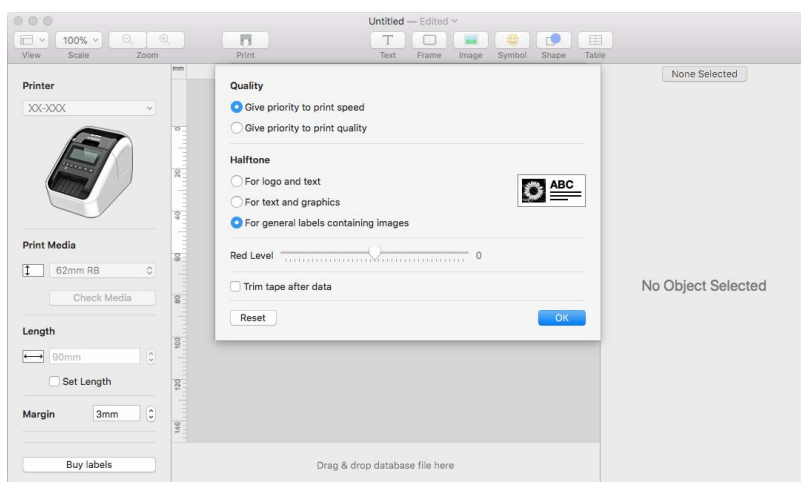 Untitled — Edited
100%
View Scale Zoom Print Text Frame Image Symbol Shape Table
mm
None Selected
Printer
XX-XXX
Quality
Give priority to print speed
Give priority to print quality
Halftone
For logo and text
For text and graphics
For general labels containing images
ABC
Red Level 0
Trim tape after data
Reset OK
Print Media
62mm RB
Check Media
Length
90mm
Set Length
Margin 3mm
Buy labels
0
20
40
60
80
100
120
140
No Object Selected
Drag & drop database file here